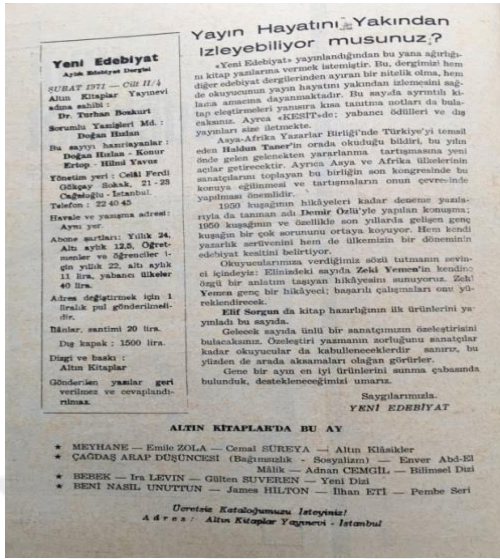 Yeni Edebiyat
Aylık Edebiyat Dergisi
ŞUBAT 1971 — Cilt II/4
Altın Kitaplar Yayınevi
adına sahibi :
Dr. Turhan Bozkurt
Sorumlu Yazıişleri Md. :
Doğan Hızlan
Bu sayıyı hazırlayanlar :
Doğan Hızlan - Konur
Ertop - Hilmi Yavuz
Yönetim yeri : Celâl Ferdi
Gökçay Sokak, 21 - 23
Cağaloğlu - İstanbul.
Telefon : 22 40 45
Havale ve yazışma adresi:
Aynı yer.
Abone şartları: Yıllık 24,
Altı aylık 12,5, Öğret-
menler ve öğrenciler i-
çin yıllık 22, altı aylık
11 lira, yabancı ülkeler
40 lira.
Adres değiştirmek için 1
liralık pul gönderilmeli-
dir.
İlânlar, santimi 20 lira.
Dış kapak : 1500 lira.
Dizgi ve baskı :
Altın Kitaplar
Gönderilen yazılar geri
verilmez ve cevaplandı-
rılmaz.
Yayın Hayatını Yakından
İzleyebiliyor musunuz?
«Yeni Edebiyat» yayınlandığından bu yana ağırlığı-
nı kitap yazılarına vermek istemiştir. Bu, dergimizi hem
diğer edebiyat dergilerinden ayıran bir nitelik olma, hem
de okuyucunun yayın hayatını yakından izlemesini sağ-
lama amacına dayanmaktadır. Bu sayıda ayrıntılı ki-
tap eleştirmeleri yanısıra kısa tanıtma notları da bula-
caksınız. Ayrıca «KESİT»de; yabancı ödülleri ve dış
yayınları size iletmekte.
Asya-Afrika Yazarlar Birliği'nde Türkiye'yi temsil
eden Haldun Taner'in orada okuduğu bildiri, bu yılın
önde gelen gelenekten yararlanma tartışmasına yeni
açılar getirecektir. Ayrıca Asya ve Afrika ülkelerinin
sanatçılarını toplayan bu birliğin son kongresinde bu
konuya eğilinmesi ve tartışmaların onun çevresinde
yapılması önemlidir.
1950 kuşağının hikâyeleri kadar deneme yazıla-
rıyla da tanınan adı Demir Özlü'yle yapılan konuşma;
1950 kuşağının ve özellikle son yıllarda gelişen genç
kuşağın bir çok sorununu ortaya koyuyor. Hem kendi
yazarlık serüvenini hem de ülkemizin bir döneminin
edebiyat kesitini belirtiyor.
Okuyucularımıza verdiğimiz sözü tutmanın sevin-
ci içindeyiz: Elinizdeki sayıda Zeki Yemen'in kendine
özgü bir anlatım taşıyan hikâyesini sunuyoruz. Zeki
Yemen genç bir hikâyeci; başarılı çalışmaları onu yü-
reklendirecek.
Elif Sorgun da kitap hazırlığının ilk ürünlerini ya-
yınladı bu sayıda.
Gelecek sayıda ünlü bir sanatçımızın özeleştirisini
bulacaksınız. Özeleştiri yazmanın zorluğunu sanatçılar
kadar okuyucular da kabulleneceklerdir sanırız, bu
yüzden de arada aksamaları olağan görürler.
Gene bir ayın en iyi ürünlerini sunma çabasında
bulunduk, destekleneceğimizi umarız.
Saygılarımızla.
YENİ EDEBİYAT
ALTIN KİTAPLAR'DA BU AY
★ MEYHANE — Emile ZOLA — Cemal SÜREYA — Altın Klâsikler
★ ÇAĞDAŞ ARAP DÜŞÜNCESİ (Bağımsızlık - Sosyalizm) — Enver Abd-El
Mâlik — Adnan CEMGİL — Bilimsel Dizi
★ BEBEK — Ira LEVIN — Gülten SUVEREN — Yeni Dizi
★ BENİ NASIL UNUTTUN — James HİLTON — İlhan ETİ — Pembe Seri
Ücretsiz Kataloğumuzu İsteyiniz!
Adres: Altın Kitaplar Yayınevi - İstanbul